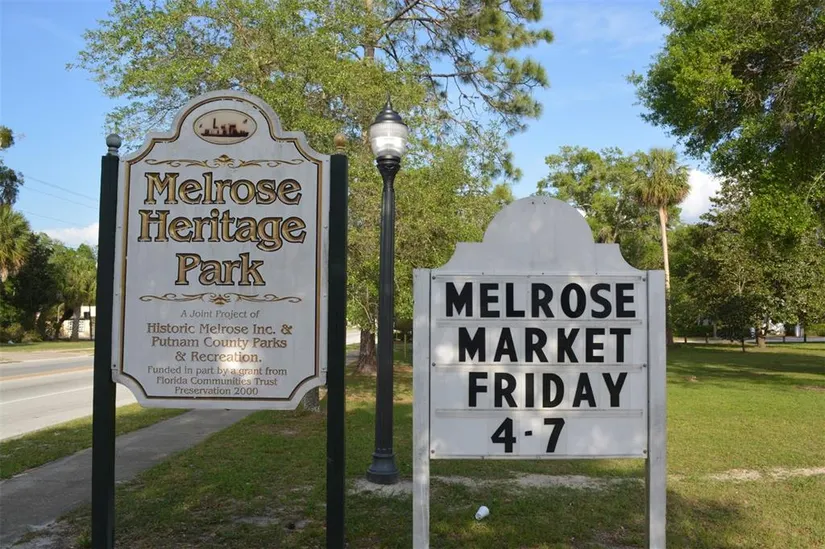 Melrose
Heritage
Park
A Joint Project of
Historic Melrose Inc. &
Putnam County Parks
& Recreation.
Funded in part by a grant from
Florida Communities Trust
Preservation 2000
MELROSE
MARKET
FRIDAY
4-7